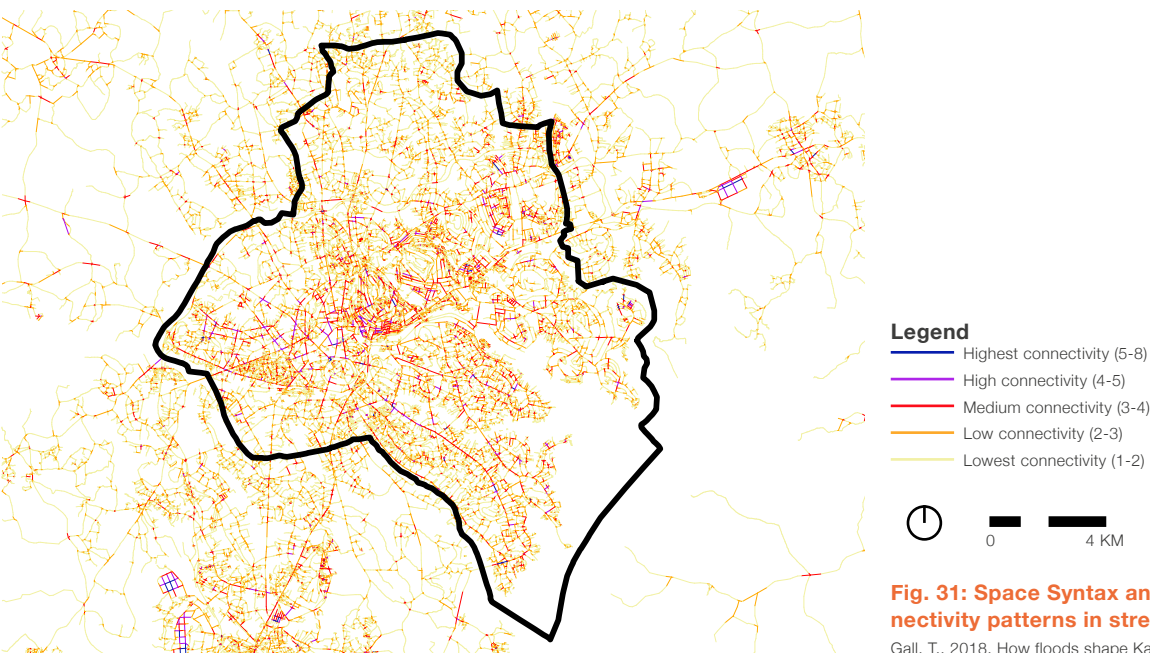 Legend
Highest connectivity (5-8)
High connectivity (4-5)
Medium connectivity (3-4)
Low connectivity (2-3)
Lowest connectivity (1-2)
0 4 KM
Fig. 31: Space Syntax an
nectivity patterns in stre
Gall, T., 2018. How floods shape Ka